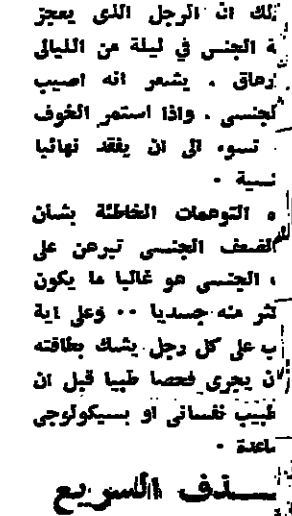 ذلك ان الرجل الذى يعجز
ة الجنس في ليلة من الليالى
رهاق . يشعر انه اصيب
لجنسى . واذا استمر الخوف
تسوء الى ان يفقد نهائيا
نسية .
ه التوهمات الخاطئة بشأن
الضعف الجنسى تبرهن على
، الجنسى هو غالبا ما يكون
كثر منه جسديا .. وعلى اية
ب على كل رجل يشك بطاقته
ان يجرى فحصا طبيا قبل ان
طبيب نفسانى او بسيكولوجى
ساعدة .
ـذف السريع